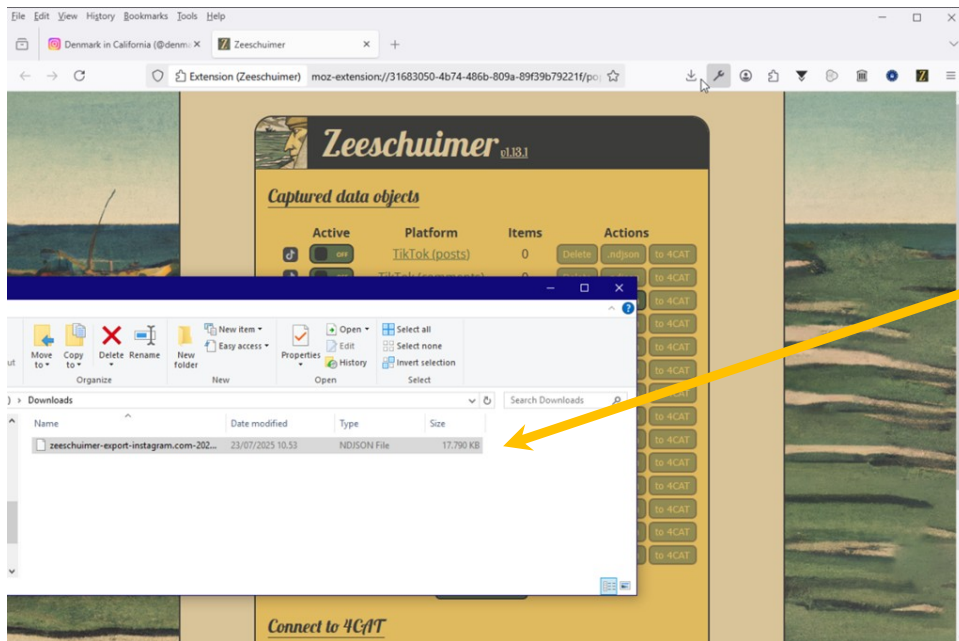 File Edit View History Bookmarks Tools Help
Denmark in California (@denm
Zeeschuimer
Extension (Zeeschuimer) moz-extension://31683050-4b74-486b-809a-89f39b79221f/po
Zeeschuimer v1.13.1
Captured data objects
Active Platform Items Actions
OFF TikTok (posts) 0 Delete .ndjson to 4CAT
TikTok (comments) to 4CAT
to 4CAT
to 4CAT
to 4CAT
to 4CAT
to 4CAT
to 4CAT
to 4CAT
to 4CAT
to 4CAT
to 4CAT
to 4CAT
to 4CAT
Move to Copy to Delete Rename New folder New item Easy access Properties Open Edit History Select all Select none Invert selection
Organize New Open Select
Downloads Search Downloads
Name Date modified Type Size
zeeschuimer-export-instagram.com-202... 23/07/2025 10.53 NDJSON File 17.790 KB
Connect to 4CAT